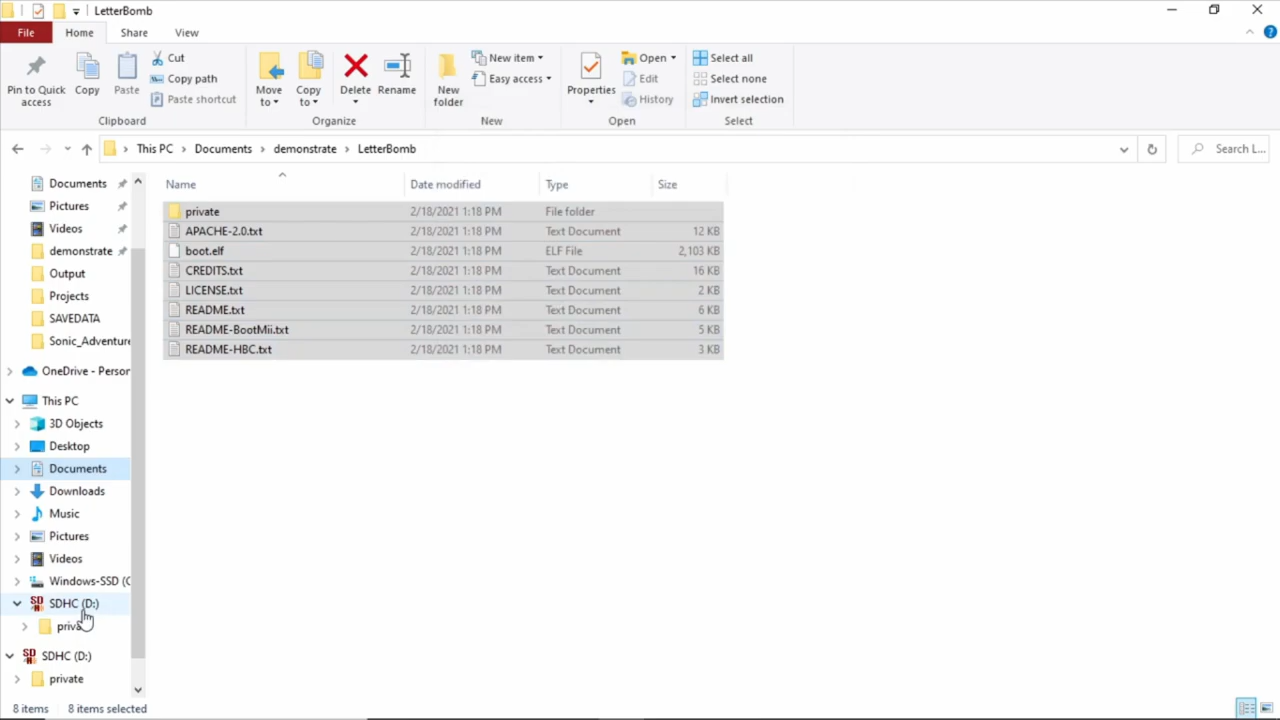 LetterBomb
File Home Share View
Pin to Quick access
Copy
Paste
Cut
Copy path
Paste shortcut
Clipboard
Move to
Copy to
Delete
Rename
Organize
New folder
New item
Easy access
New
Properties
Open
Edit
History
Open
Select all
Select none
Invert selection
Select
This PC Documents demonstrate LetterBomb
Search L...
Name Date modified Type Size
private 2/18/2021 1:18 PM File folder
APACHE-2.0.txt 2/18/2021 1:18 PM Text Document 12 KB
boot.elf 2/18/2021 1:18 PM ELF File 2,103 KB
CREDITS.txt 2/18/2021 1:18 PM Text Document 16 KB
LICENSE.txt 2/18/2021 1:18 PM Text Document 2 KB
README.txt 2/18/2021 1:18 PM Text Document 6 KB
README-BootMii.txt 2/18/2021 1:18 PM Text Document 5 KB
README-HBC.txt 2/18/2021 1:18 PM Text Document 3 KB
Documents
Pictures
Videos
demonstrate
Output
Projects
SAVEDATA
Sonic_Adventure
OneDrive - Person
This PC
3D Objects
Desktop
Documents
Downloads
Music
Pictures
Videos
Windows-SSD (C
SDHC (D:)
SDHC (D:)
private
8 items 8 items selected